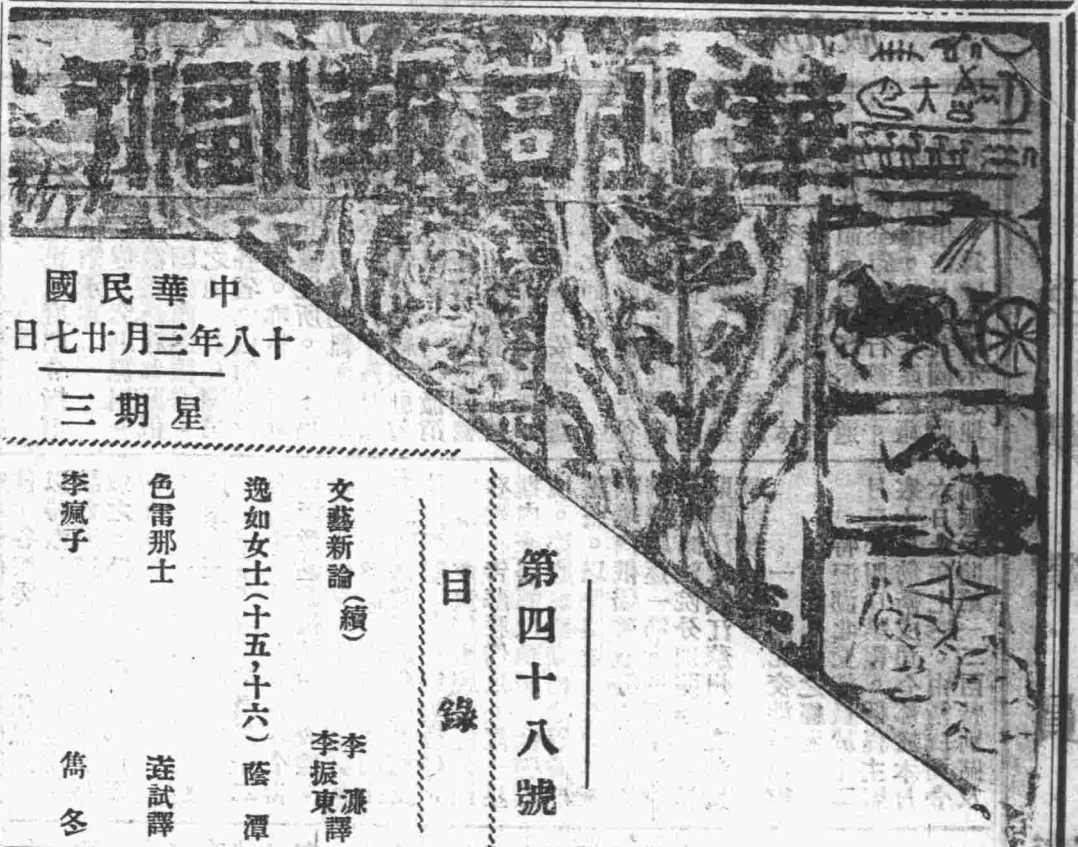 華北日報副刊
中華民國
十八年三月廿七日
星期三
第四十八號
目錄
文藝新論(續) 李濂 李振東譯
逸如女士(十五,十六) 蔭潭
色雷那士 試譯
李瘋子 雋冬